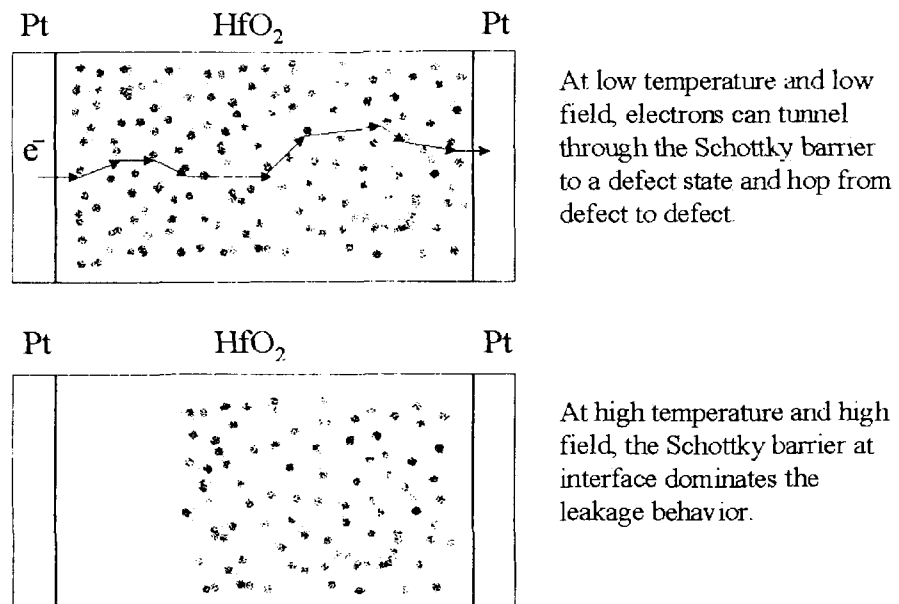 Pt HfO₂ Pt
e⁻
At low temperature and low
field, electrons can tunnel
through the Schottky barrier
to a defect state and hop from
defect to defect.
Pt HfO₂ Pt
At high temperature and high
field, the Schottky barrier at
interface dominates the
leakage behavior.